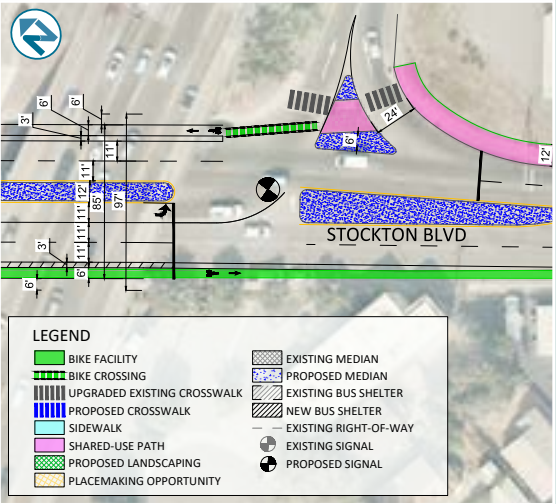 6'
6'
3'
11'
24'
6'
12'
11'
12'
11'
11'
11'
85'
97'
3'
6'
6'
STOCKTON BLVD
LEGEND
BIKE FACILITY
BIKE CROSSING
UPGRADED EXISTING CROSSWALK
PROPOSED CROSSWALK
SIDEWALK
SHARED-USE PATH
PROPOSED LANDSCAPING
PLACEMAKING OPPORTUNITY
EXISTING MEDIAN
PROPOSED MEDIAN
EXISTING BUS SHELTER
NEW BUS SHELTER
EXISTING RIGHT-OF-WAY
EXISTING SIGNAL
PROPOSED SIGNAL